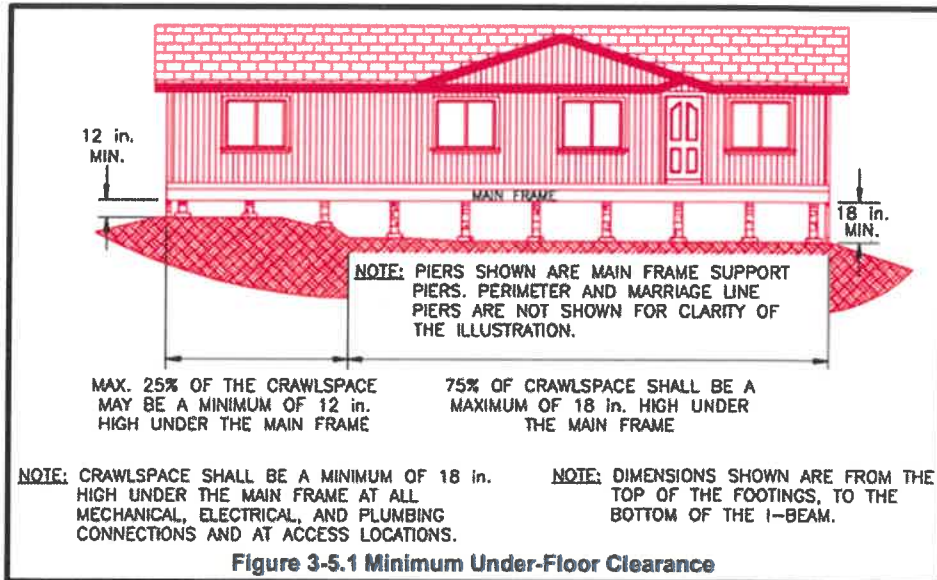 12 in.
MIN.
MAIN FRAME
18 in.
MIN.
NOTE: PIERS SHOWN ARE MAIN FRAME SUPPORT
PIERS. PERIMETER AND MARRIAGE LINE
PIERS ARE NOT SHOWN FOR CLARITY OF
THE ILLUSTRATION.
MAX. 25% OF THE CRAWLSPACE
MAY BE A MINIMUM OF 12 in.
HIGH UNDER THE MAIN FRAME
75% OF CRAWLSPACE SHALL BE A
MAXIMUM OF 18 in. HIGH UNDER
THE MAIN FRAME
NOTE: CRAWLSPACE SHALL BE A MINIMUM OF 18 in.
HIGH UNDER THE MAIN FRAME AT ALL
MECHANICAL, ELECTRICAL, AND PLUMBING
CONNECTIONS AND AT ACCESS LOCATIONS.
NOTE: DIMENSIONS SHOWN ARE FROM THE
TOP OF THE FOOTINGS, TO THE
BOTTOM OF THE I-BEAM.
Figure 3-5.1 Minimum Under-Floor Clearance